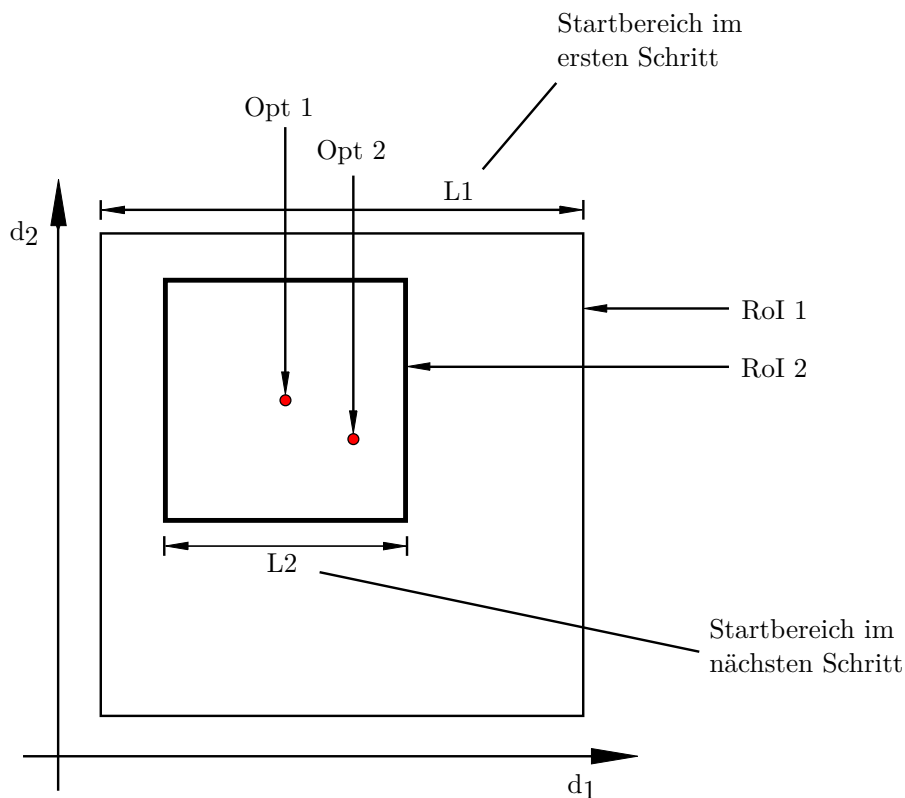 Startbereich im
ersten Schritt
Opt 1
Opt 2
L1
d2
RoI 1
RoI 2
L2
Startbereich im
nächsten Schritt
d1